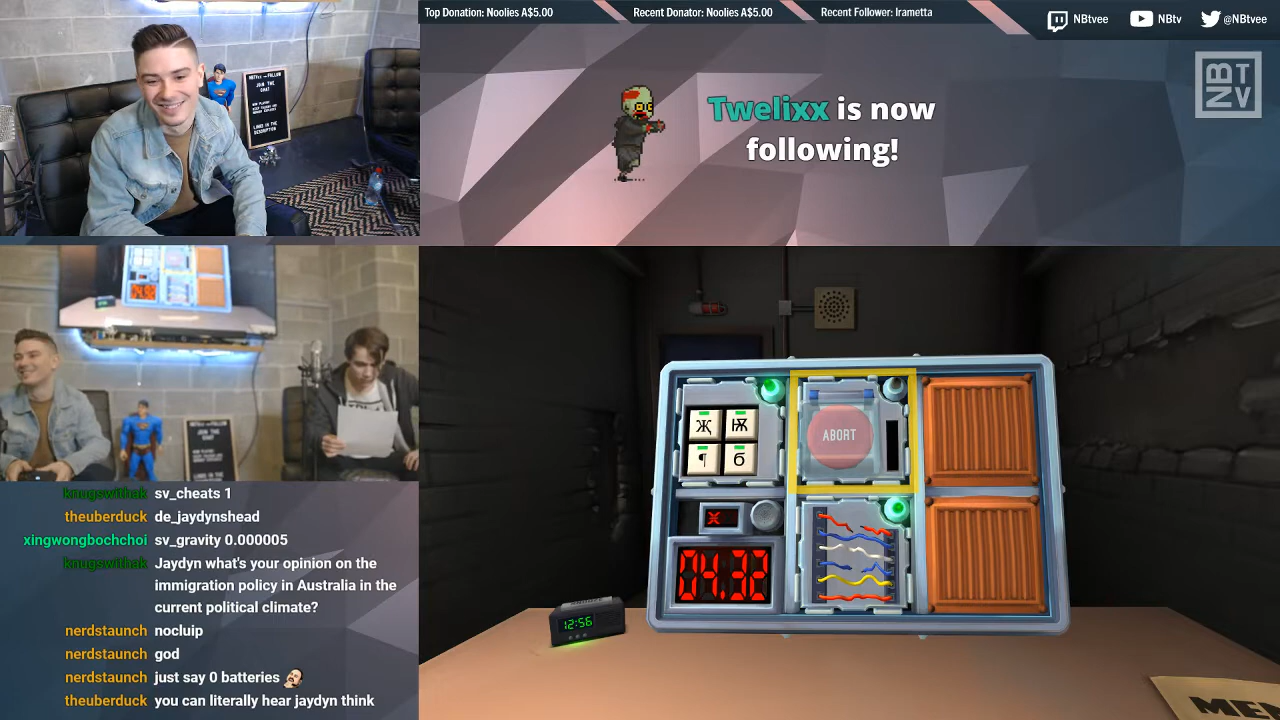 Top Donation: Noolies A$5.00
Recent Donator: Noolies A$5.00
Recent Follower: Irametta
NBtvee
NBtv
@NBtvee
NB
TV
Twelixx is now
following!
JOIN THE
CHAT
ABORT
Ж
Ѭ
¶
б
X
04.32
12:56
knugswithak sv_cheats 1
theuberduck de_jaydynshead
xingwongbochchoi sv_gravity 0.000005
knugswithak Jaydyn what's your opinion on the
immigration policy in Australia in the
current political climate?
nerdstaunch nocluip
nerdstaunch god
nerdstaunch just say 0 batteries
theuberduck you can literally hear jaydyn think